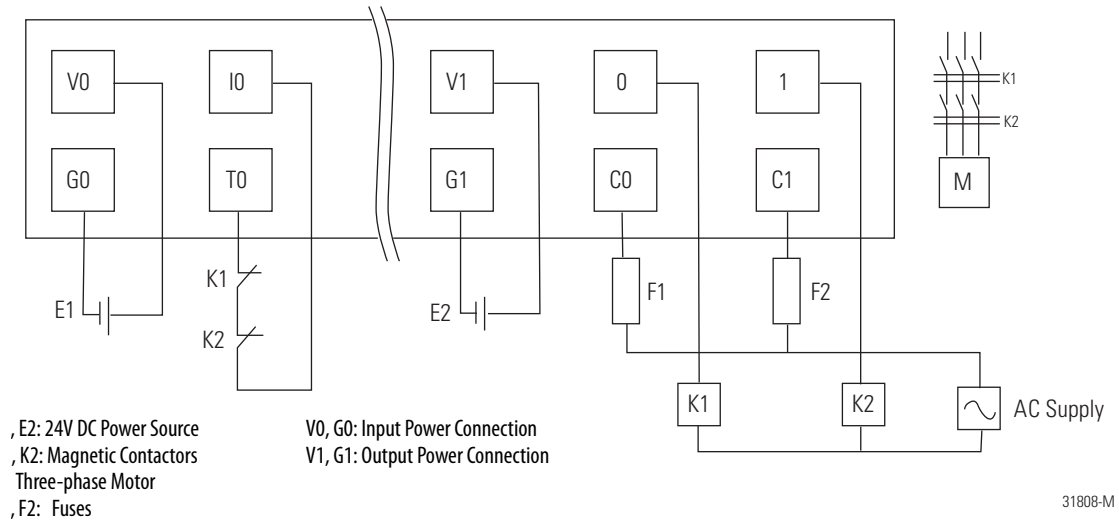 V0
I0
V1
0
1
K1
K2
G0
T0
G1
C0
C1
M
K1
K2
E1
E2
F1
F2
K1
K2
AC Supply
, E2: 24V DC Power Source
, K2: Magnetic Contactors
Three-phase Motor
, F2: Fuses
V0, G0: Input Power Connection
V1, G1: Output Power Connection
31808-M